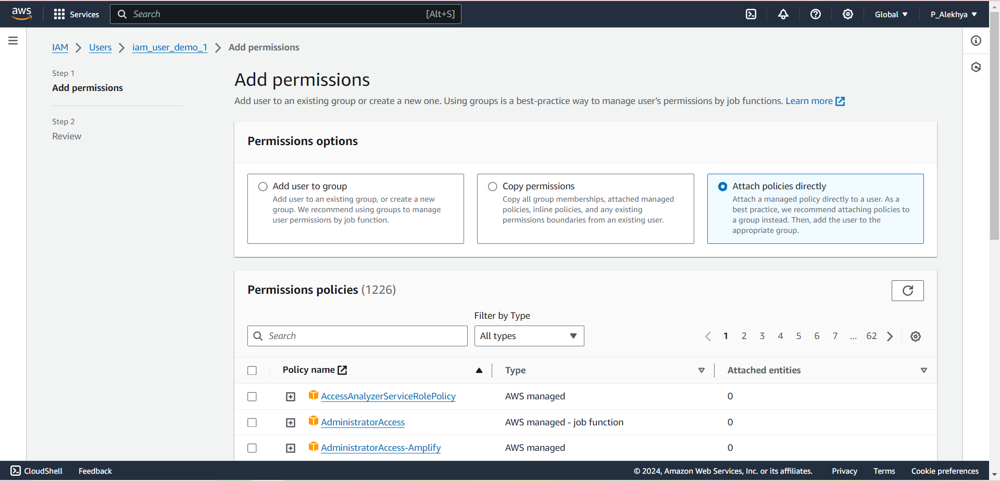 aws
Services
Search [Alt+S]
Global
P_Alekhya
IAM
Users
iam_user_demo_1
Add permissions
Step 1
Add permissions
Step 2
Review
Add permissions
Add user to an existing group or create a new one. Using groups is a best-practice way to manage user's permissions by job functions. Learn more
Permissions options
Add user to group
Add user to an existing group, or create a new
group. We recommend using groups to manage
user permissions by job function.
Copy permissions
Copy all group memberships, attached managed
policies, inline policies, and any existing
permissions boundaries from an existing user.
Attach policies directly
Attach a managed policy directly to a user. As a
best practice, we recommend attaching policies to
a group instead. Then, add the user to the
appropriate group.
Permissions policies (1226)
Filter by Type
Search
All types
1 2 3 4 5 6 7 ... 62
Policy name Type Attached entities
AccessAnalyzerServiceRolePolicy AWS managed 0
AdministratorAccess AWS managed - job function 0
AdministratorAccess-Amplify AWS managed 0
CloudShell Feedback © 2024, Amazon Web Services, Inc. or its affiliates. Privacy Terms Cookie preferences